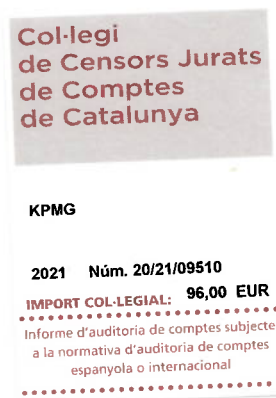 Col·legi
de Censors Jurats
de Comptes
de Catalunya
KPMG
2021 Núm. 20/21/09510
IMPORT COL·LEGIAL: 96,00 EUR
Informe d'auditoria de comptes subjecte
a la normativa d'auditoria de comptes
espanyola o internacional